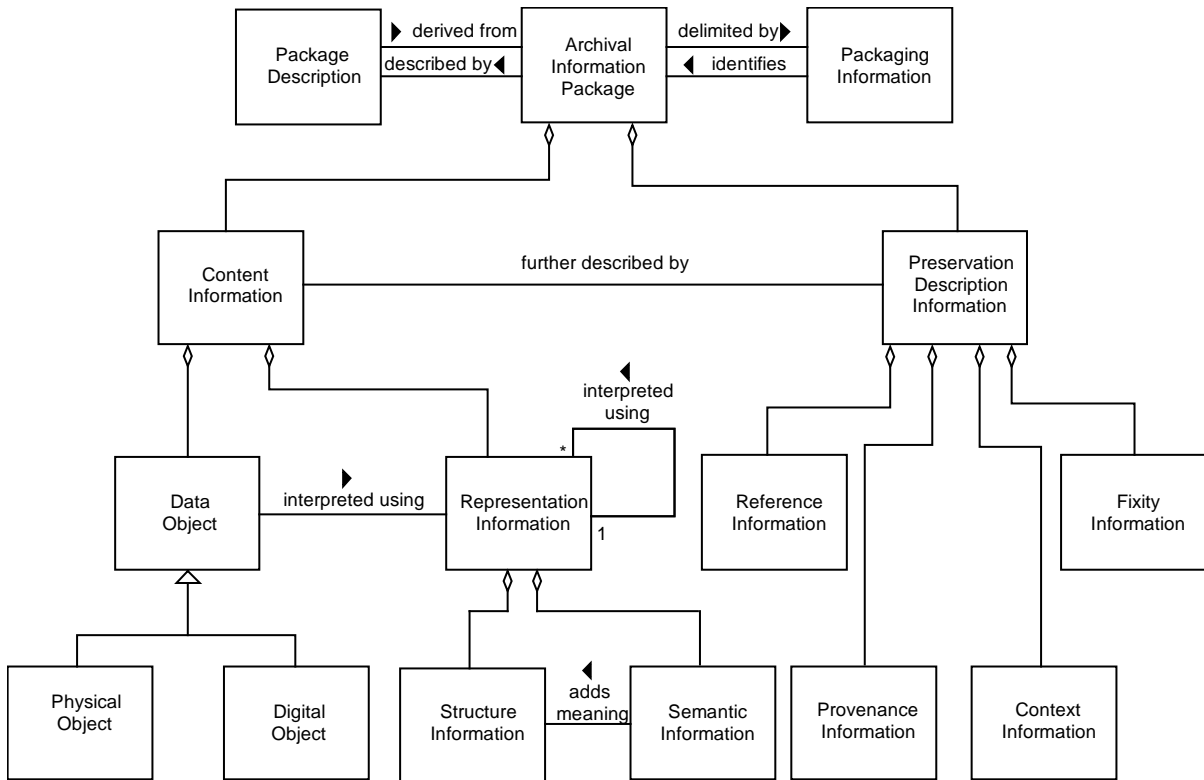 derived from
described by
Package
Description
Archival
Information
Package
delimited by
identifies
Packaging
Information
Content
Information
further described by
Preservation
Description
Information
interpreted
using
*
1
Data
Object
interpreted using
Representation
Information
Reference
Information
Fixity
Information
Physical
Object
Digital
Object
Structure
Information
adds
meaning
Semantic
Information
Provenance
Information
Context
Information